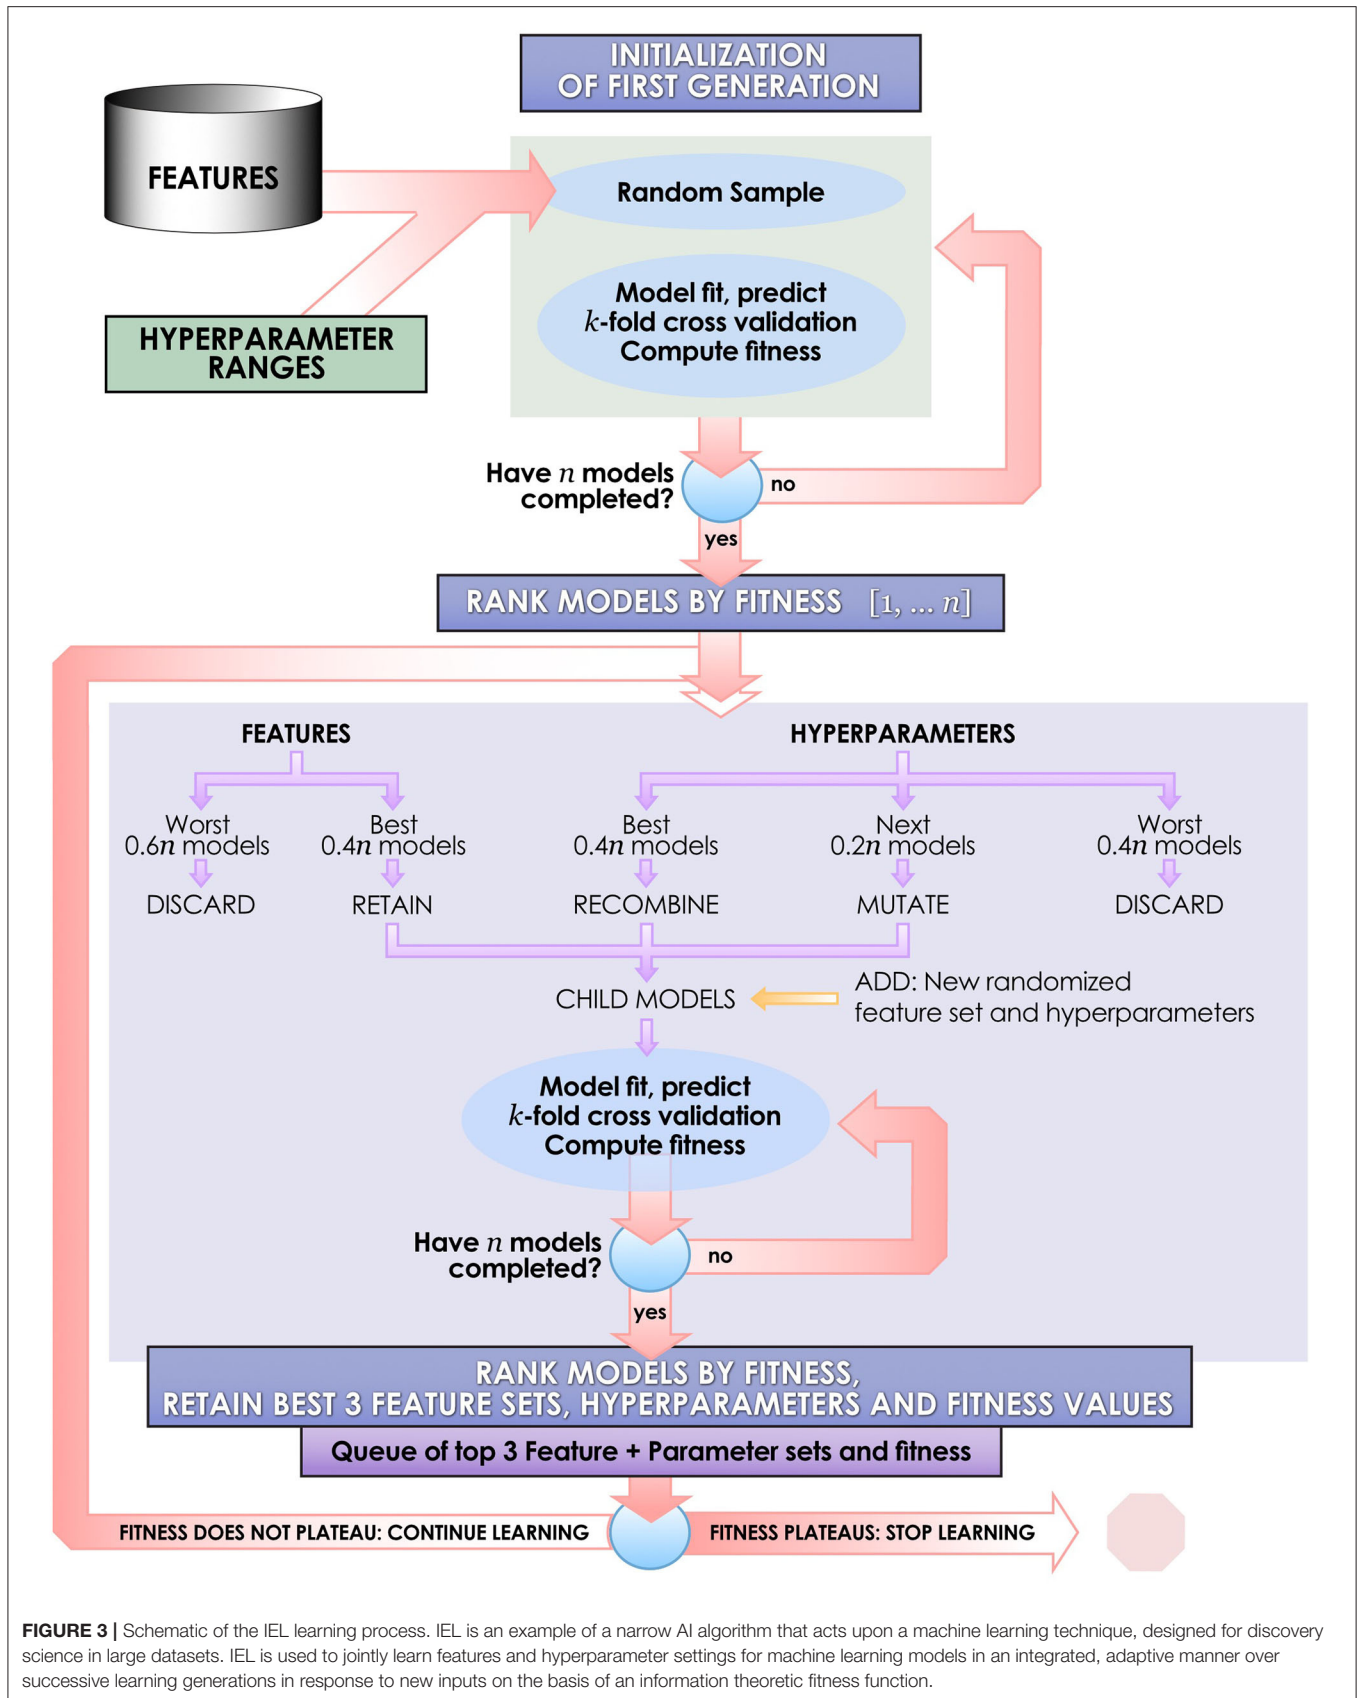 INITIALIZATION
OF FIRST GENERATION
FEATURES
Random Sample
HYPERPARAMETER
RANGES
Model fit, predict
k-fold cross validation
Compute fitness
Have n models
completed?
no
yes
RANK MODELS BY FITNESS [1, ... n]
FEATURES
HYPERPARAMETERS
Worst
0.6n models
Best
0.4n models
Best
0.4n models
Next
0.2n models
Worst
0.4n models
DISCARD
RETAIN
RECOMBINE
MUTATE
DISCARD
CHILD MODELS
ADD: New randomized
feature set and hyperparameters
Model fit, predict
k-fold cross validation
Compute fitness
Have n models
completed?
no
yes
RANK MODELS BY FITNESS,
RETAIN BEST 3 FEATURE SETS, HYPERPARAMETERS AND FITNESS VALUES
Queue of top 3 Feature + Parameter sets and fitness
FITNESS DOES NOT PLATEAU: CONTINUE LEARNING
FITNESS PLATEAUS: STOP LEARNING
FIGURE 3 | Schematic of the IEL learning process. IEL is an example of a narrow AI algorithm that acts upon a machine learning technique, designed for discovery
science in large datasets. IEL is used to jointly learn features and hyperparameter settings for machine learning models in an integrated, adaptive manner over
successive learning generations in response to new inputs on the basis of an information theoretic fitness function.